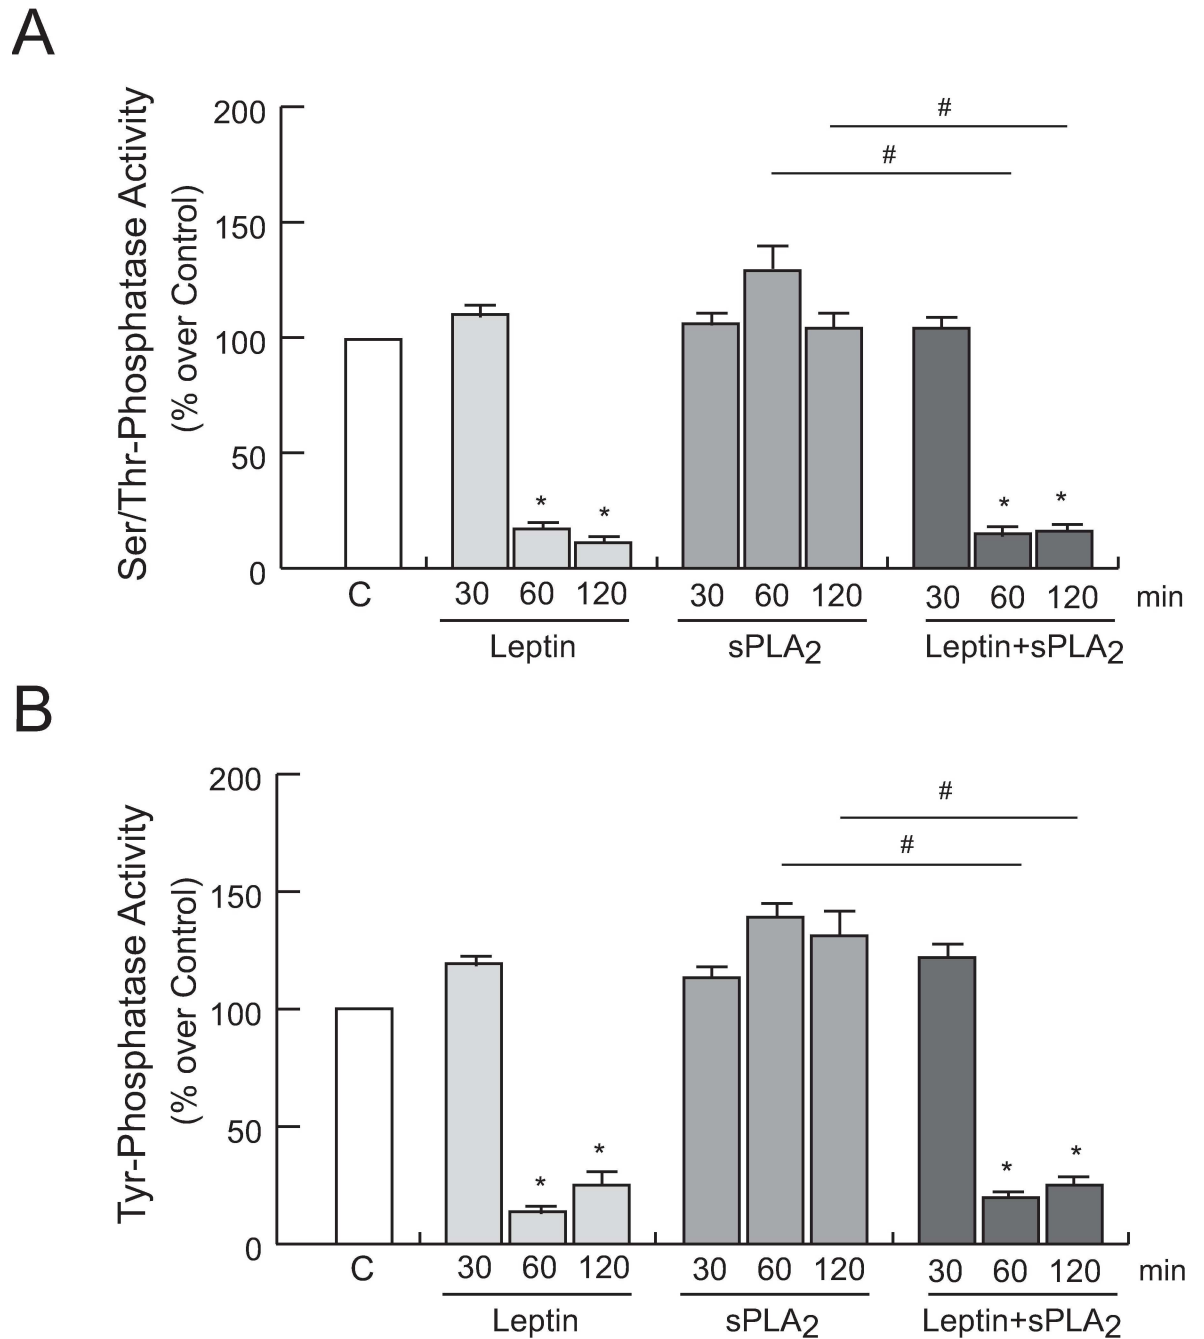 A
Ser/Thr-Phosphatase Activity
(% over Control)
200
150
100
50
0
#
#
* * * *
C 30 60 120 30 60 120 30 60 120 min
Leptin sPLA2 Leptin+sPLA2
B
Tyr-Phosphatase Activity
(% over Control)
200
150
100
50
0
#
#
* * * *
C 30 60 120 30 60 120 30 60 120 min
Leptin sPLA2 Leptin+sPLA2